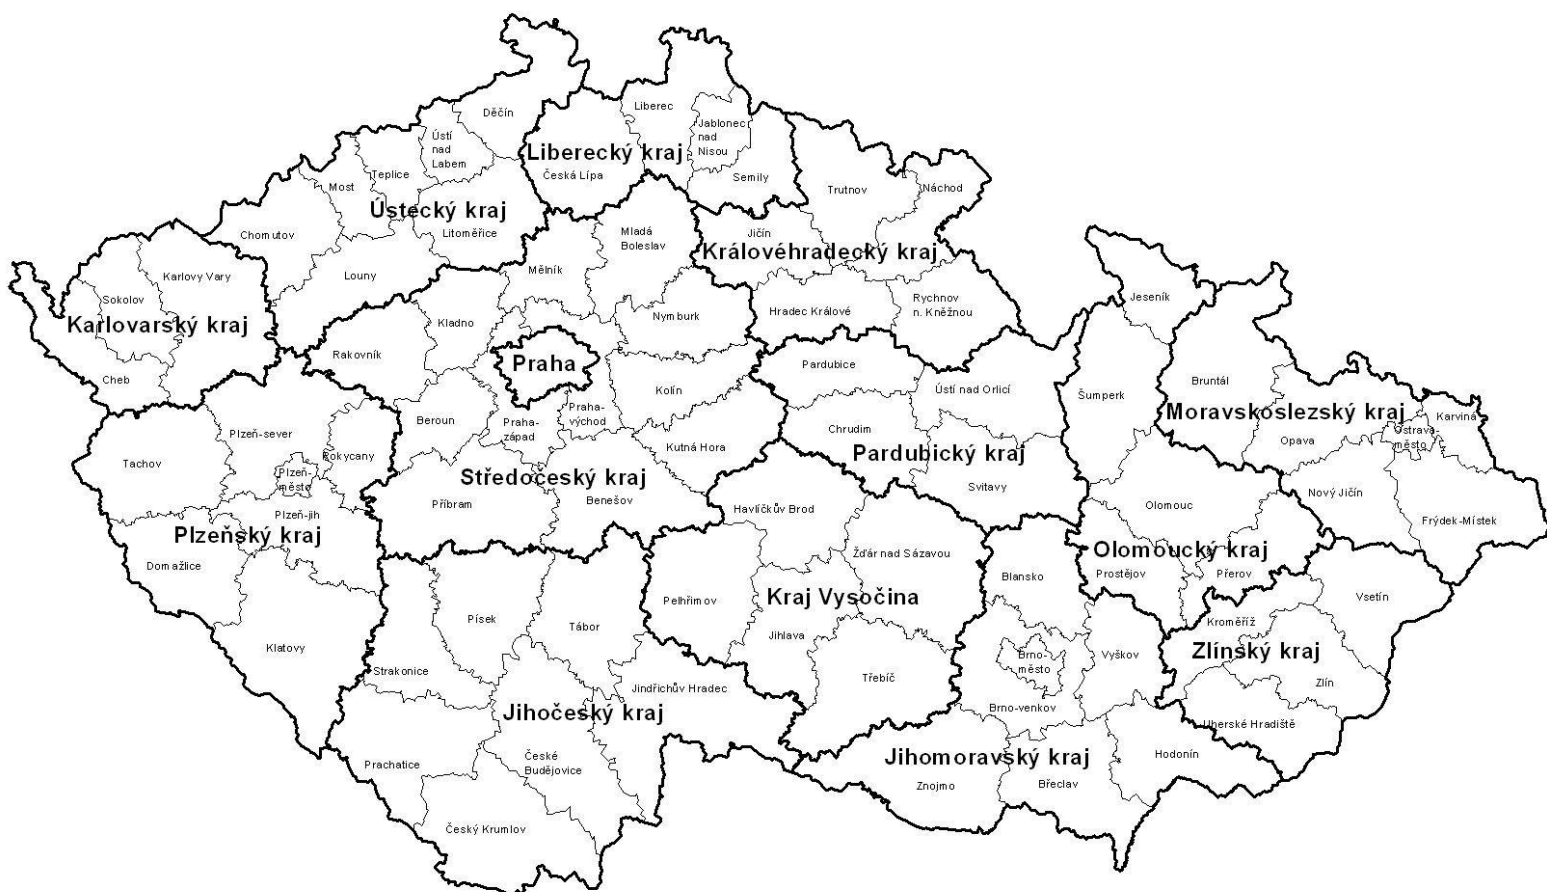 Děčín
Liberec
Ústí
nad
Labem
Jablonec
nad
Nisou
Liberecký kraj
Teplice
Česká Lípa
Semily
Most
Trutnov
Náchod
Ústecký kraj
Litoměřice
Chomutov
Mladá
Boleslav
Jičín
Královéhradecký kraj
Karlovy Vary
Louny
Mělník
Sokolov
Karlovarský kraj
Kladno
Nymburk
Hradec Králové
Rychnov
n. Kněžnou
Jeseník
Cheb
Rakovník
Praha
Pardubice
Bruntál
Kolín
Ústí nad Orlicí
Šumperk
Moravskoslezský kraj
Karviná
Beroun
Praha-
západ
Praha-
východ
Chrudim
Opava
Ostrava-
město
Plzeň-sever
Rokycany
Kutná Hora
Pardubický kraj
Tachov
Plzeň-
město
Středočeský kraj
Svitavy
Nový Jičín
Příbram
Benešov
Havlíčkův Brod
Olomouc
Plzeň-jih
Frýdek-Místek
Plzeňský kraj
Žďár nad Sázavou
Olomoucký kraj
Domažlice
Blansko
Prostějov
Přerov
Pelhřimov
Kraj Vysočina
Vsetín
Písek
Tábor
Kroměříž
Jihlava
Klatovy
Zlínský kraj
Strakonice
Brno-
město
Vyškov
Třebíč
Zlín
Jindřichův Hradec
Jihočeský kraj
Brno-venkov
Uherské Hradiště
České
Budějovice
Prachatice
Jihomoravský kraj
Hodonín
Znojmo
Břeclav
Český Krumlov